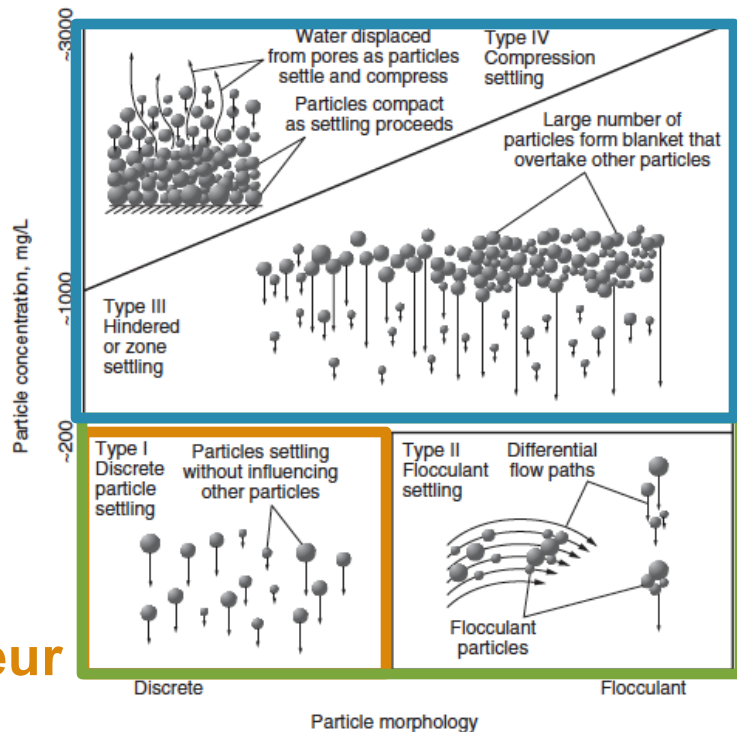 ~3000
Water displaced
from pores as particles
settle and compress
Particles compact
as settling proceeds
Type IV
Compression
settling
Large number of
particles form blanket that
overtake other particles
Particle concentration, mg/L
~1000
Type III
Hindered
or zone
settling
~200
Type I
Discrete
particle
settling
Particles settling
without influencing
other particles
Type II
Flocculant
settling
Differential
flow paths
Flocculant
particles
eur
Discrete
Flocculant
Particle morphology